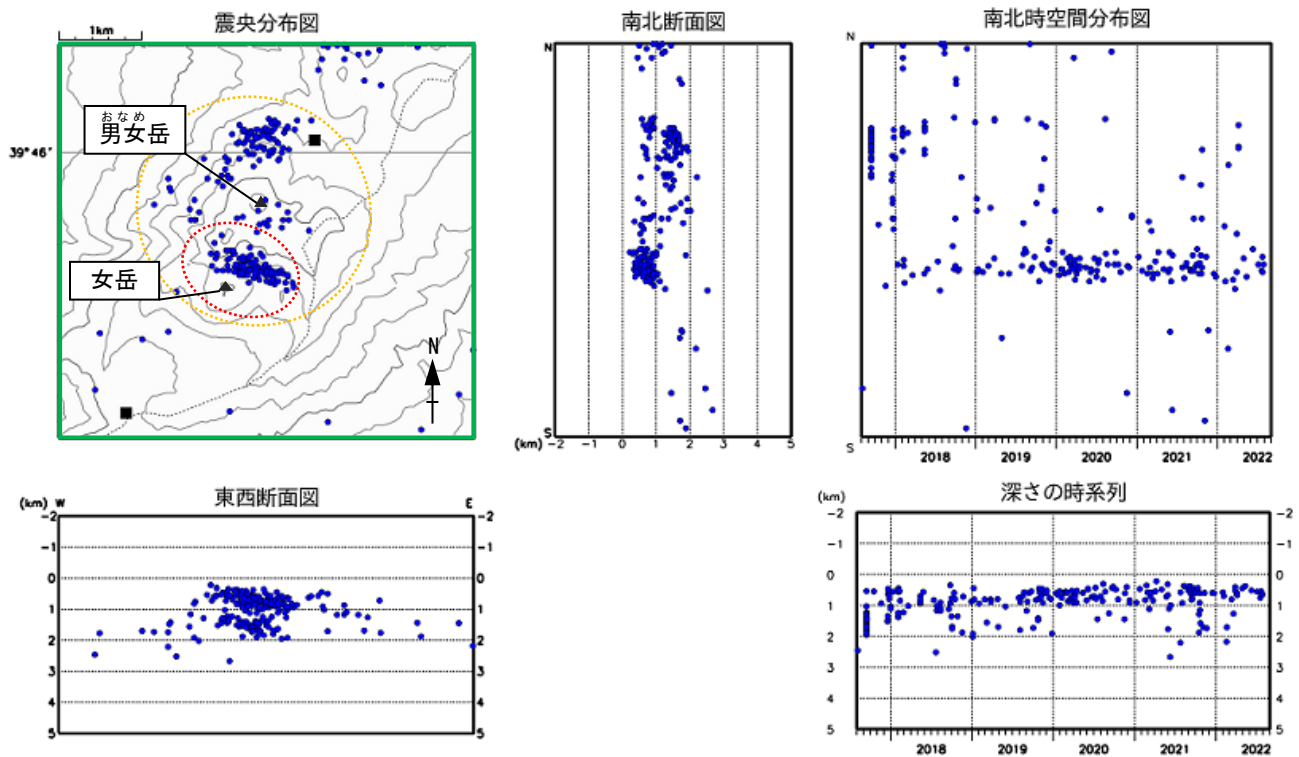 震央分布図
1km
おなめ
男女岳
39°46'
女岳
N
南北断面図
N
S
(km) -2 -1 0 1 2 3 4 5
南北時空間分布図
N
S
2018 2019 2020 2021 2022
東西断面図
(km) W E
-2 -2
-1 -1
0 0
1 1
2 2
3 3
4 4
5 5
深さの時系列
(km)
-2 -2
-1 -1
0 0
1 1
2 2
3 3
4 4
5 5
2018 2019 2020 2021 2022